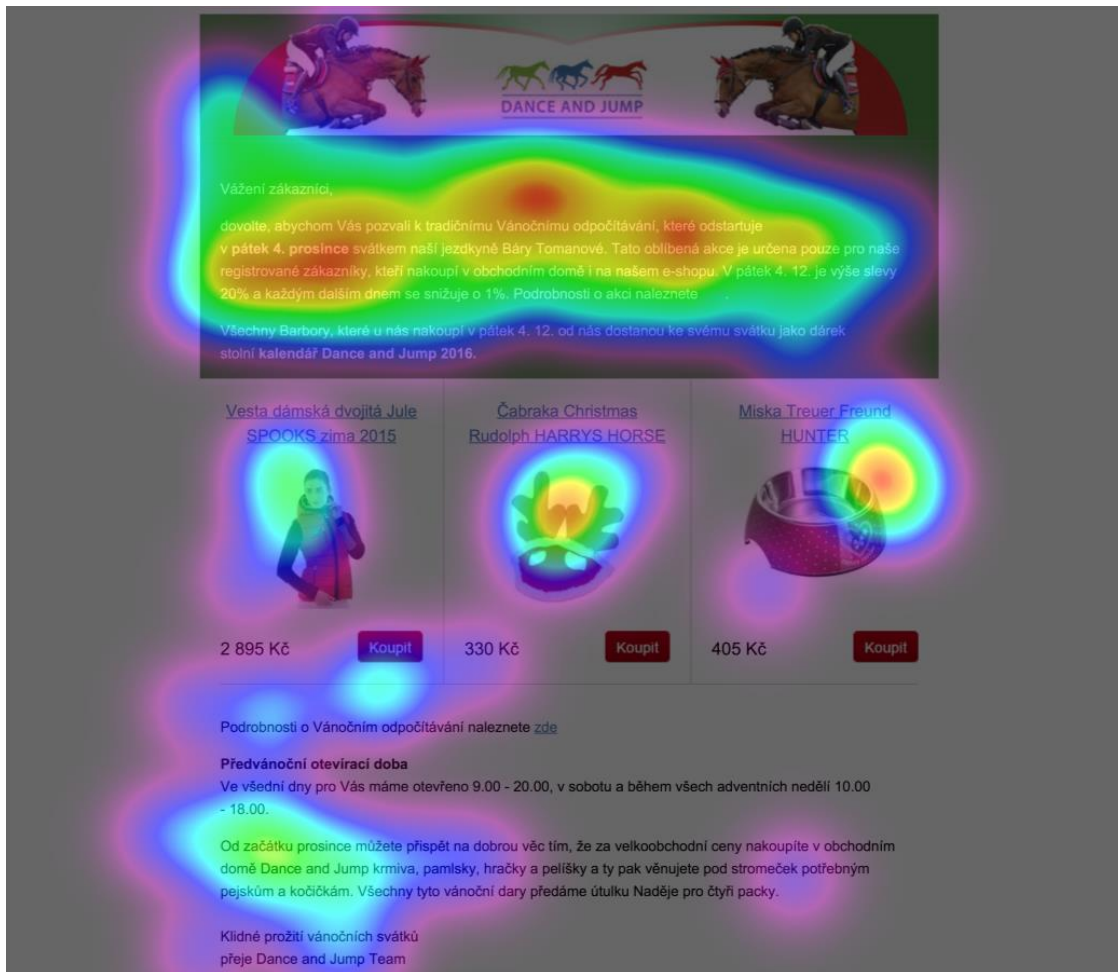 DANCE AND JUMP
Vážení zákazníci,
dovolte, abychom Vás pozvali k tradičnímu Vánočnímu odpočítávání, které odstartuje
v pátek 4. prosince svátkem naší jezdkyně Báry Tomanové. Tato oblíbená akce je určena pouze pro naše
registrované zákazníky, kteří nakoupí v obchodním domě i na našem e-shopu. V pátek 4. 12. je výše slevy
20% a každým dalším dnem se snižuje o 1%. Podrobnosti o akci naleznete .
Všechny Barbory, které u nás nakoupí v pátek 4. 12. od nás dostanou ke svému svátku jako dárek
stolní kalendář Dance and Jump 2016.
Vesta dámská dvojitá Jule
SPOOKS zima 2015
Čabraka Christmas
Rudolph HARRYS HORSE
Miska Treuer Freund
HUNTER
2 895 Kč Koupit
330 Kč Koupit
405 Kč Koupit
Podrobnosti o Vánočním odpočítávání naleznete zde
Předvánoční otevírací doba
Ve všední dny pro Vás máme otevřeno 9.00 - 20.00, v sobotu a během všech adventních nedělí 10.00
- 18.00.
Od začátku prosince můžete přispět na dobrou věc tím, že za velkoobchodní ceny nakoupíte v obchodním
domě Dance and Jump krmiva, pamlsky, hračky a pelíšky a ty pak věnujete pod stromeček potřebným
pejskům a kočičkám. Všechny tyto vánoční dary předáme útulku Naděje pro čtyři packy.
Klidné prožití vánočních svátků
přeje Dance and Jump Team